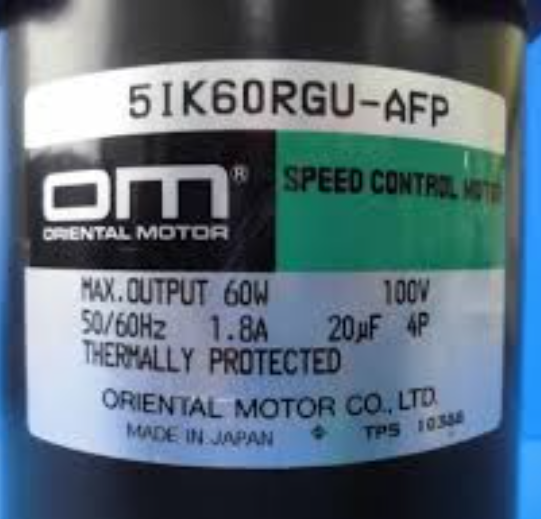 5IK60RGU-AFP
OM®
ORIENTAL MOTOR
SPEED CONTROL MOTOR
MAX.OUTPUT 60W 100V
50/60Hz 1.8A 20µF 4P
THERMALLY PROTECTED
ORIENTAL MOTOR CO.,LTD.
MADE IN JAPAN TPS